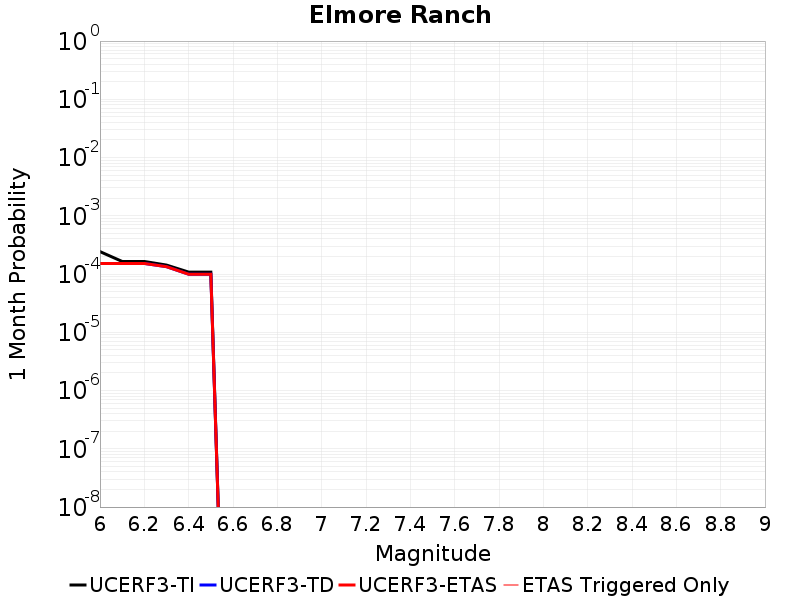 Elmore Ranch
1 Month Probability
10^0
10^-1
10^-2
10^-3
10^-4
10^-5
10^-6
10^-7
10^-8
6 6.2 6.4 6.6 6.8 7 7.2 7.4 7.6 7.8 8 8.2 8.4 8.6 8.8 9
Magnitude
UCERF3-TI UCERF3-TD UCERF3-ETAS ETAS Triggered Only